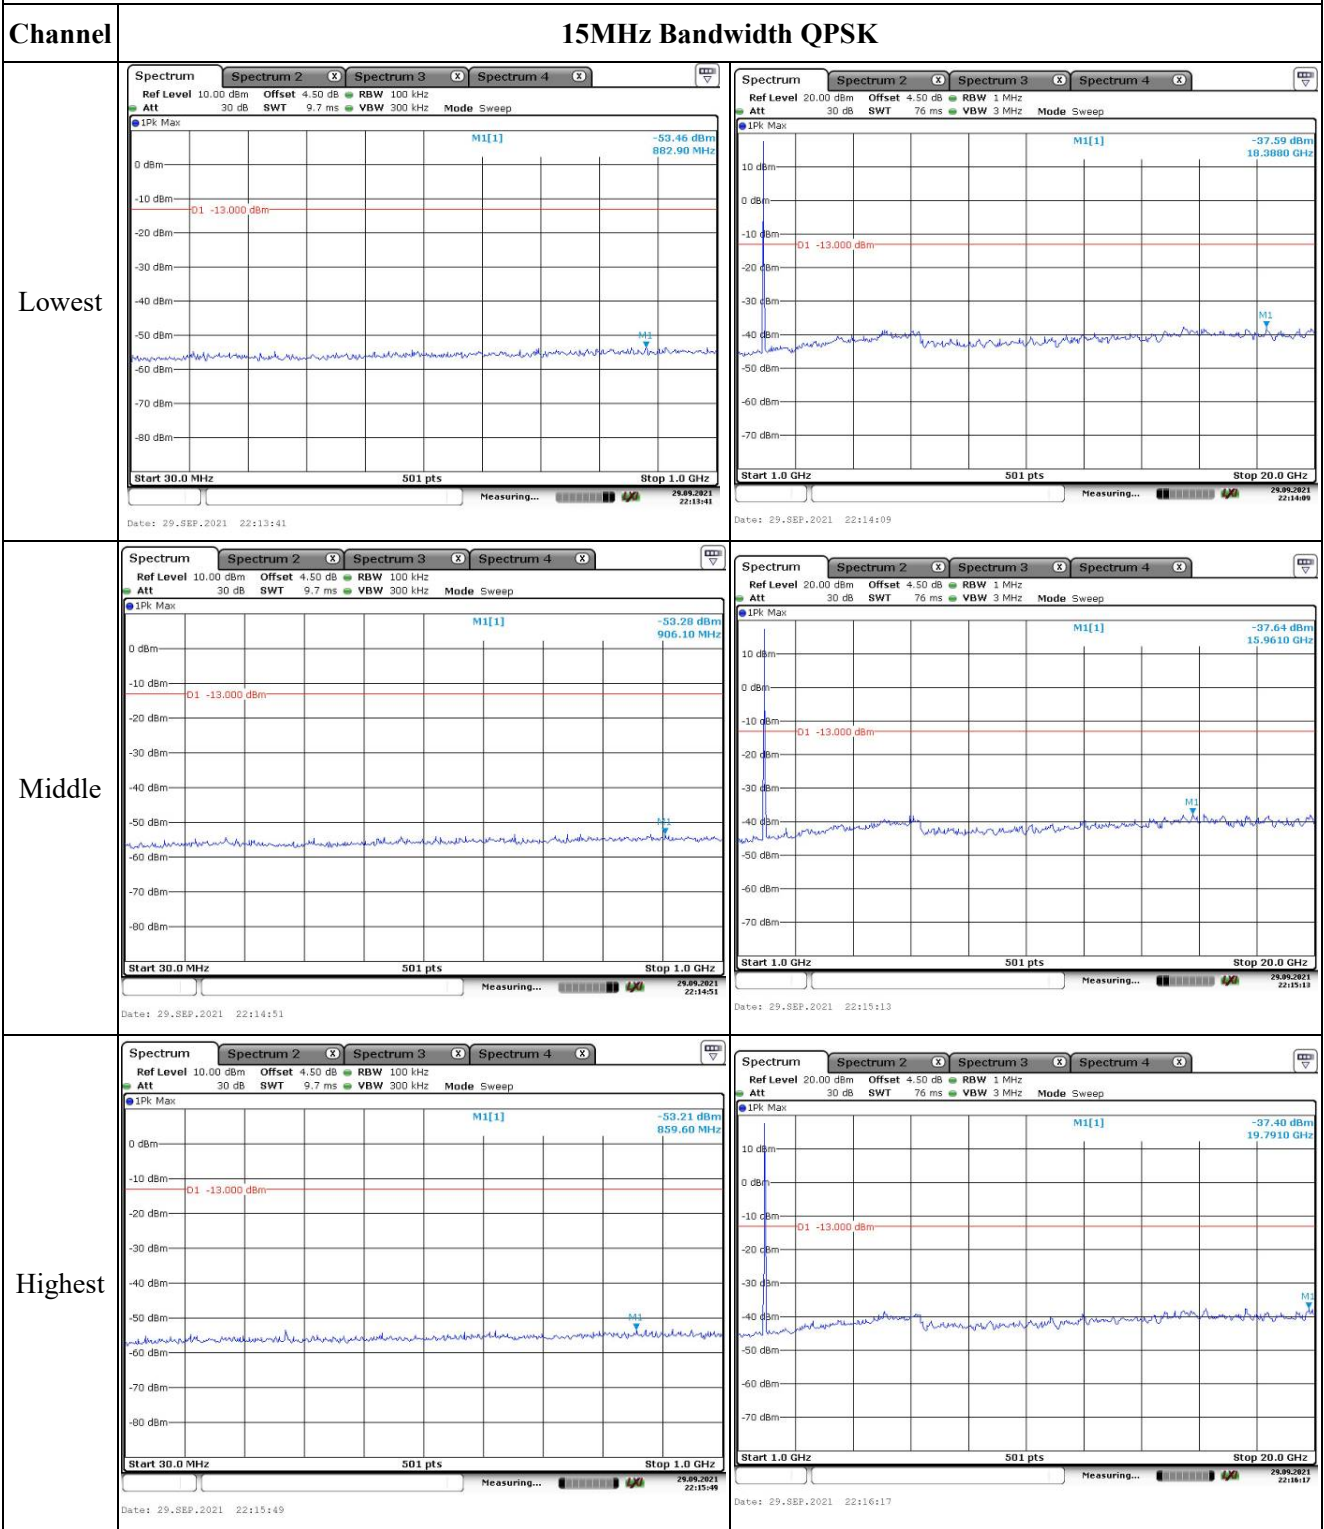 Channel 15MHz Bandwidth QPSK
Lowest
Spectrum Spectrum 2 X Spectrum 3 X Spectrum 4 X
Ref Level 10.00 dBm Offset 4.50 dB RBW 100 kHz
Att 30 dB SWT 9.7 ms VBW 300 kHz Mode Sweep
1Pk Max
M1[1] -53.46 dBm
882.90 MHz
0 dBm
-10 dBm
D1 -13.000 dBm
-20 dBm
-30 dBm
-40 dBm
-50 dBm
M1
-60 dBm
-70 dBm
-80 dBm
Start 30.0 MHz 501 pts Stop 1.0 GHz
Measuring... 29.09.2021
22:13:41
Date: 29.SEP.2021 22:13:41
Spectrum Spectrum 2 X Spectrum 3 X Spectrum 4 X
Ref Level 20.00 dBm Offset 4.50 dB RBW 1 MHz
Att 30 dB SWT 76 ms VBW 3 MHz Mode Sweep
1Pk Max
M1[1] -37.59 dBm
18.3880 GHz
10 dBm
0 dBm
-10 dBm
D1 -13.000 dBm
-20 dBm
-30 dBm
M1
-40 dBm
-50 dBm
-60 dBm
-70 dBm
Start 1.0 GHz 501 pts Stop 20.0 GHz
Measuring... 29.09.2021
22:14:09
Date: 29.SEP.2021 22:14:09
Middle
Spectrum Spectrum 2 X Spectrum 3 X Spectrum 4 X
Ref Level 10.00 dBm Offset 4.50 dB RBW 100 kHz
Att 30 dB SWT 9.7 ms VBW 300 kHz Mode Sweep
1Pk Max
M1[1] -53.28 dBm
906.10 MHz
0 dBm
-10 dBm
D1 -13.000 dBm
-20 dBm
-30 dBm
-40 dBm
-50 dBm
M1
-60 dBm
-70 dBm
-80 dBm
Start 30.0 MHz 501 pts Stop 1.0 GHz
Measuring... 29.09.2021
22:14:51
Date: 29.SEP.2021 22:14:51
Spectrum Spectrum 2 X Spectrum 3 X Spectrum 4 X
Ref Level 20.00 dBm Offset 4.50 dB RBW 1 MHz
Att 30 dB SWT 76 ms VBW 3 MHz Mode Sweep
1Pk Max
M1[1] -37.64 dBm
15.9610 GHz
10 dBm
0 dBm
-10 dBm
D1 -13.000 dBm
-20 dBm
-30 dBm
M1
-40 dBm
-50 dBm
-60 dBm
-70 dBm
Start 1.0 GHz 501 pts Stop 20.0 GHz
Measuring... 29.09.2021
22:15:13
Date: 29.SEP.2021 22:15:13
Highest
Spectrum Spectrum 2 X Spectrum 3 X Spectrum 4 X
Ref Level 10.00 dBm Offset 4.50 dB RBW 100 kHz
Att 30 dB SWT 9.7 ms VBW 300 kHz Mode Sweep
1Pk Max
M1[1] -53.21 dBm
859.60 MHz
0 dBm
-10 dBm
D1 -13.000 dBm
-20 dBm
-30 dBm
-40 dBm
-50 dBm
M1
-60 dBm
-70 dBm
-80 dBm
Start 30.0 MHz 501 pts Stop 1.0 GHz
Measuring... 29.09.2021
22:15:49
Date: 29.SEP.2021 22:15:49
Spectrum Spectrum 2 X Spectrum 3 X Spectrum 4 X
Ref Level 20.00 dBm Offset 4.50 dB RBW 1 MHz
Att 30 dB SWT 76 ms VBW 3 MHz Mode Sweep
1Pk Max
M1[1] -37.40 dBm
19.7910 GHz
10 dBm
0 dBm
-10 dBm
D1 -13.000 dBm
-20 dBm
-30 dBm
M1
-40 dBm
-50 dBm
-60 dBm
-70 dBm
Start 1.0 GHz 501 pts Stop 20.0 GHz
Measuring... 29.09.2021
22:16:17
Date: 29.SEP.2021 22:16:17